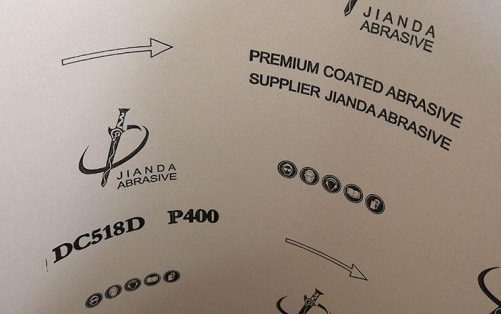 JIANDA
ABRASIVE
PREMIUM COATED ABRASIVE
SUPPLIER JIANDA ABRASIVE
JIANDA
ABRASIVE
DC518D P400